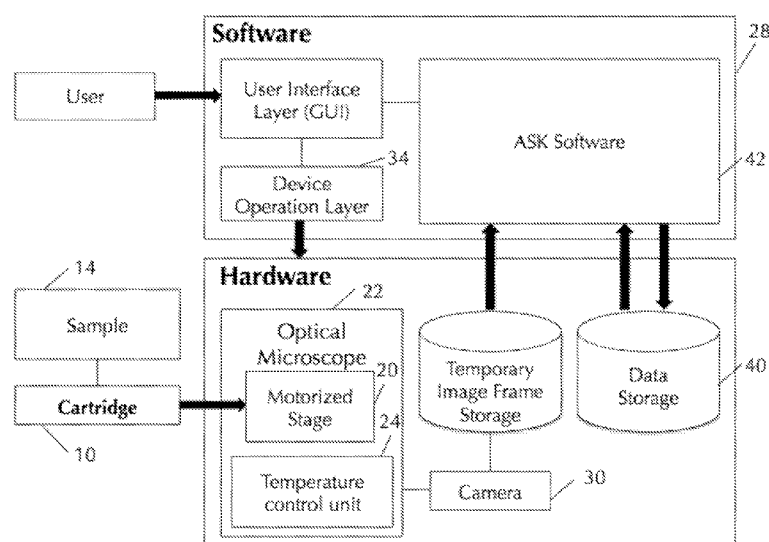 Software
28
User
User Interface
Layer (GUI)
ASK Software
34
42
Device
Operation Layer
Hardware
14
22
Sample
Optical
Microscope
20
Motorized
Stage
Temporary
Image Frame
Storage
Data
Storage
40
Cartridge
10
24
Temperature
control unit
Camera
30